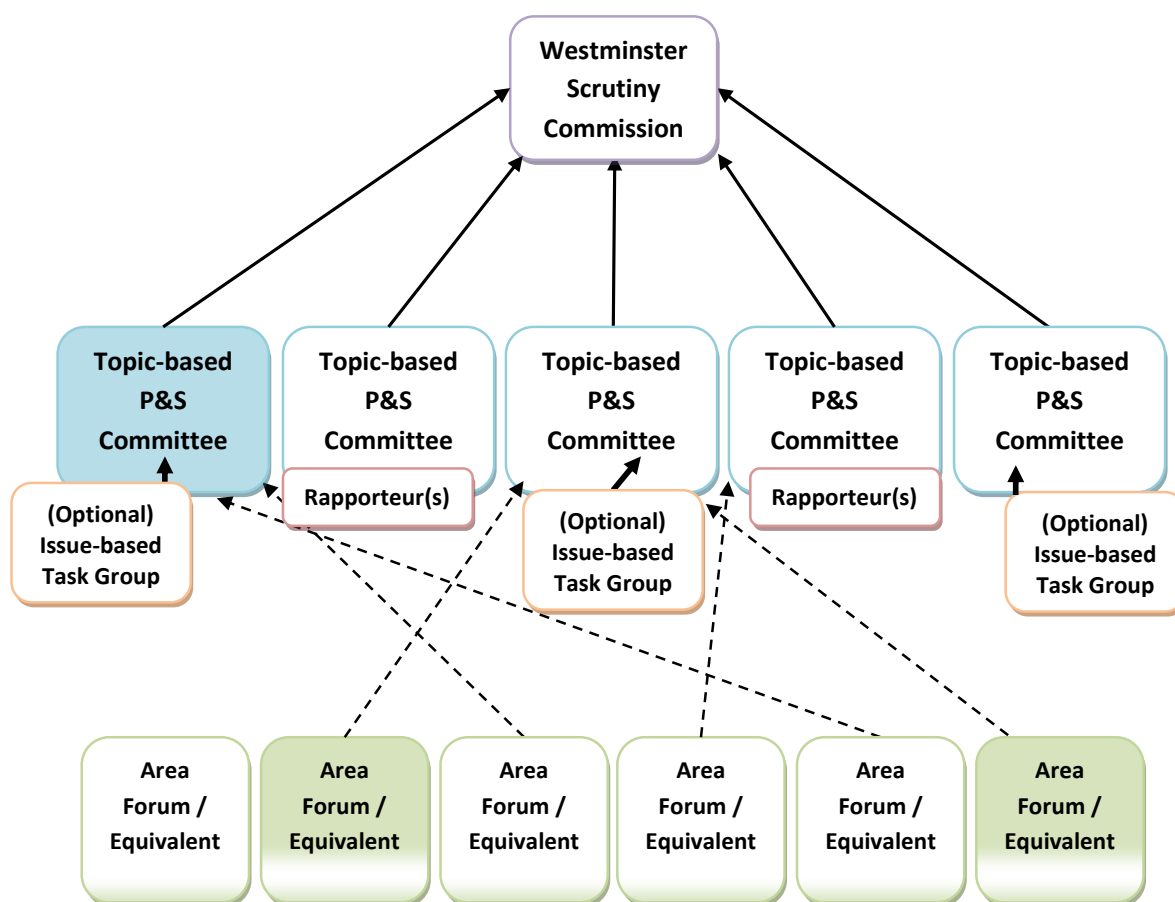 Westminster
Scrutiny
Commission
Topic-based
P&S
Committee
Topic-based
P&S
Committee
Topic-based
P&S
Committee
Topic-based
P&S
Committee
Topic-based
P&S
Committee
(Optional)
Issue-based
Task Group
Rapporteur(s)
(Optional)
Issue-based
Task Group
Rapporteur(s)
(Optional)
Issue-based
Task Group
Area
Forum /
Equivalent
Area
Forum /
Equivalent
Area
Forum /
Equivalent
Area
Forum /
Equivalent
Area
Forum /
Equivalent
Area
Forum /
Equivalent